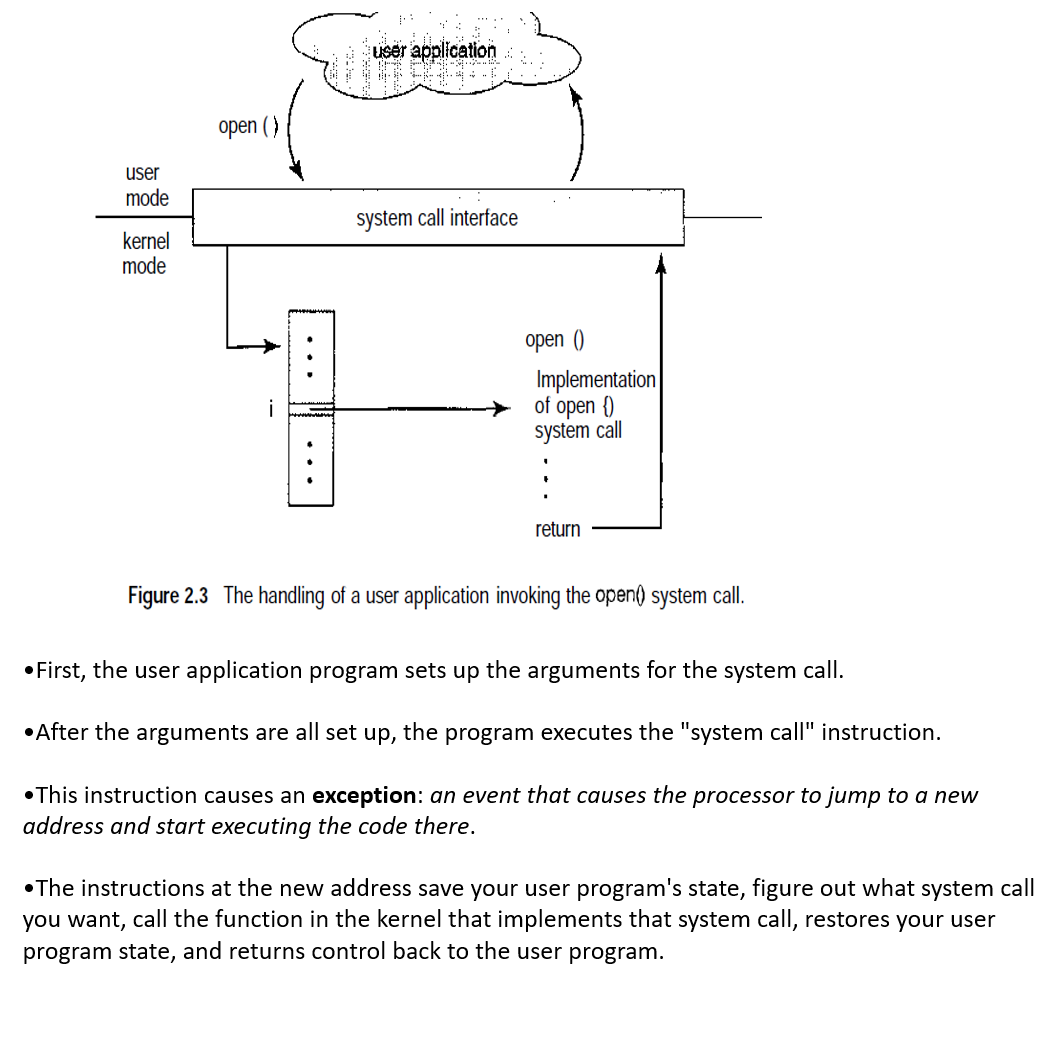 user application
open ( )
user
mode
system call interface
kernel
mode
open ()
Implementation
of open {)
system call
i
return
Figure 2.3 The handling of a user application invoking the open() system call.
•First, the user application program sets up the arguments for the system call.
•After the arguments are all set up, the program executes the "system call" instruction.
•This instruction causes an exception: an event that causes the processor to jump to a new
address and start executing the code there.
•The instructions at the new address save your user program's state, figure out what system call
you want, call the function in the kernel that implements that system call, restores your user
program state, and returns control back to the user program.